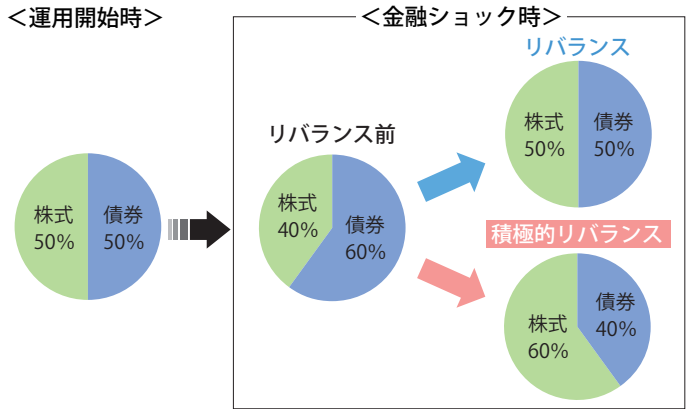 ＜運用開始時＞
株式
50%
債券
50%
＜金融ショック時＞
リバランス前
株式
40%
債券
60%
リバランス
株式
50%
債券
50%
積極的リバランス
株式
60%
債券
40%